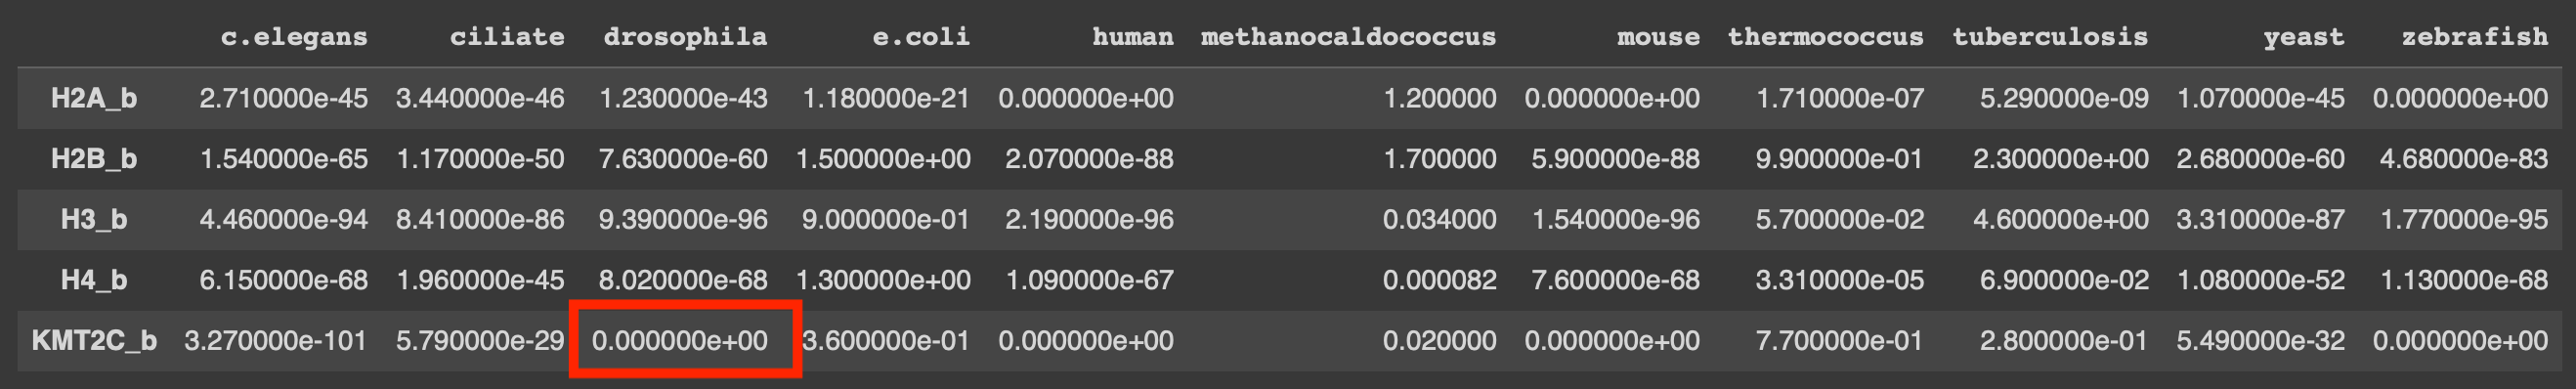 c.elegans ciliate drosophila e.coli human methanocaldococcus mouse thermococcus tuberculosis yeast zebrafish
H2A_b 2.710000e-45 3.440000e-46 1.230000e-43 1.180000e-21 0.000000e+00 1.200000 0.000000e+00 1.710000e-07 5.290000e-09 1.070000e-45 0.000000e+00
H2B_b 1.540000e-65 1.170000e-50 7.630000e-60 1.500000e+00 2.070000e-88 1.700000 5.900000e-88 9.900000e-01 2.300000e+00 2.680000e-60 4.680000e-83
H3_b 4.460000e-94 8.410000e-86 9.390000e-96 9.000000e-01 2.190000e-96 0.034000 1.540000e-96 5.700000e-02 4.600000e+00 3.310000e-87 1.770000e-95
H4_b 6.150000e-68 1.960000e-45 8.020000e-68 1.300000e+00 1.090000e-67 0.000082 7.600000e-68 3.310000e-05 6.900000e-02 1.080000e-52 1.130000e-68
KMT2C_b 3.270000e-101 5.790000e-29 0.000000e+00 3.600000e-01 0.000000e+00 0.020000 0.000000e+00 7.700000e-01 2.800000e-01 5.490000e-32 0.000000e+00